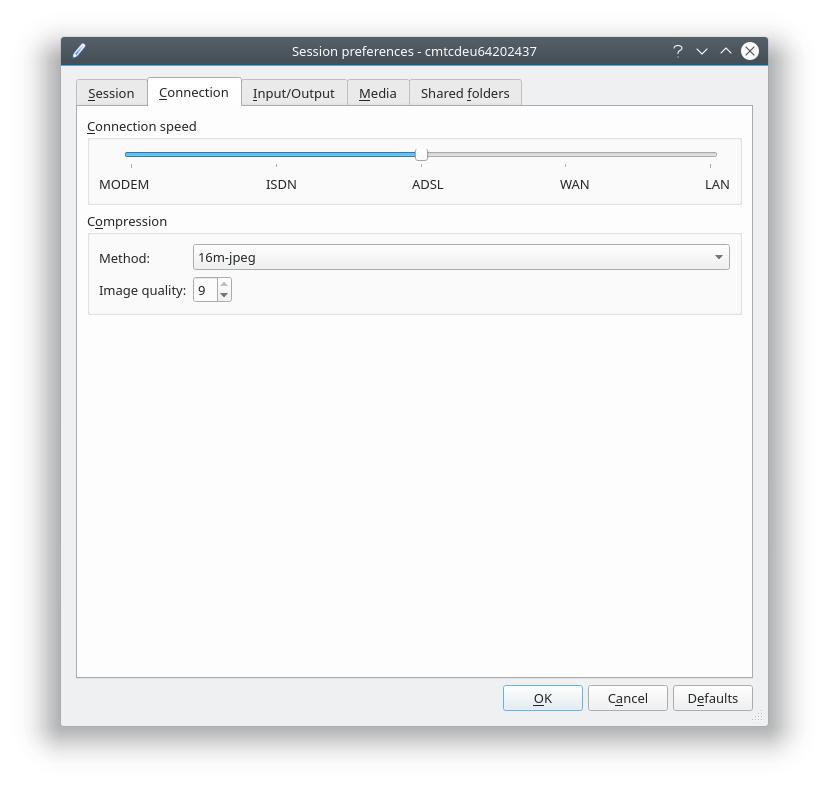 Session preferences - cmtcdeu64202437
Session Connection Input/Output Media Shared folders
Connection speed
MODEM ISDN ADSL WAN LAN
Compression
Method: 16m-jpeg
Image quality: 9
OK Cancel Defaults